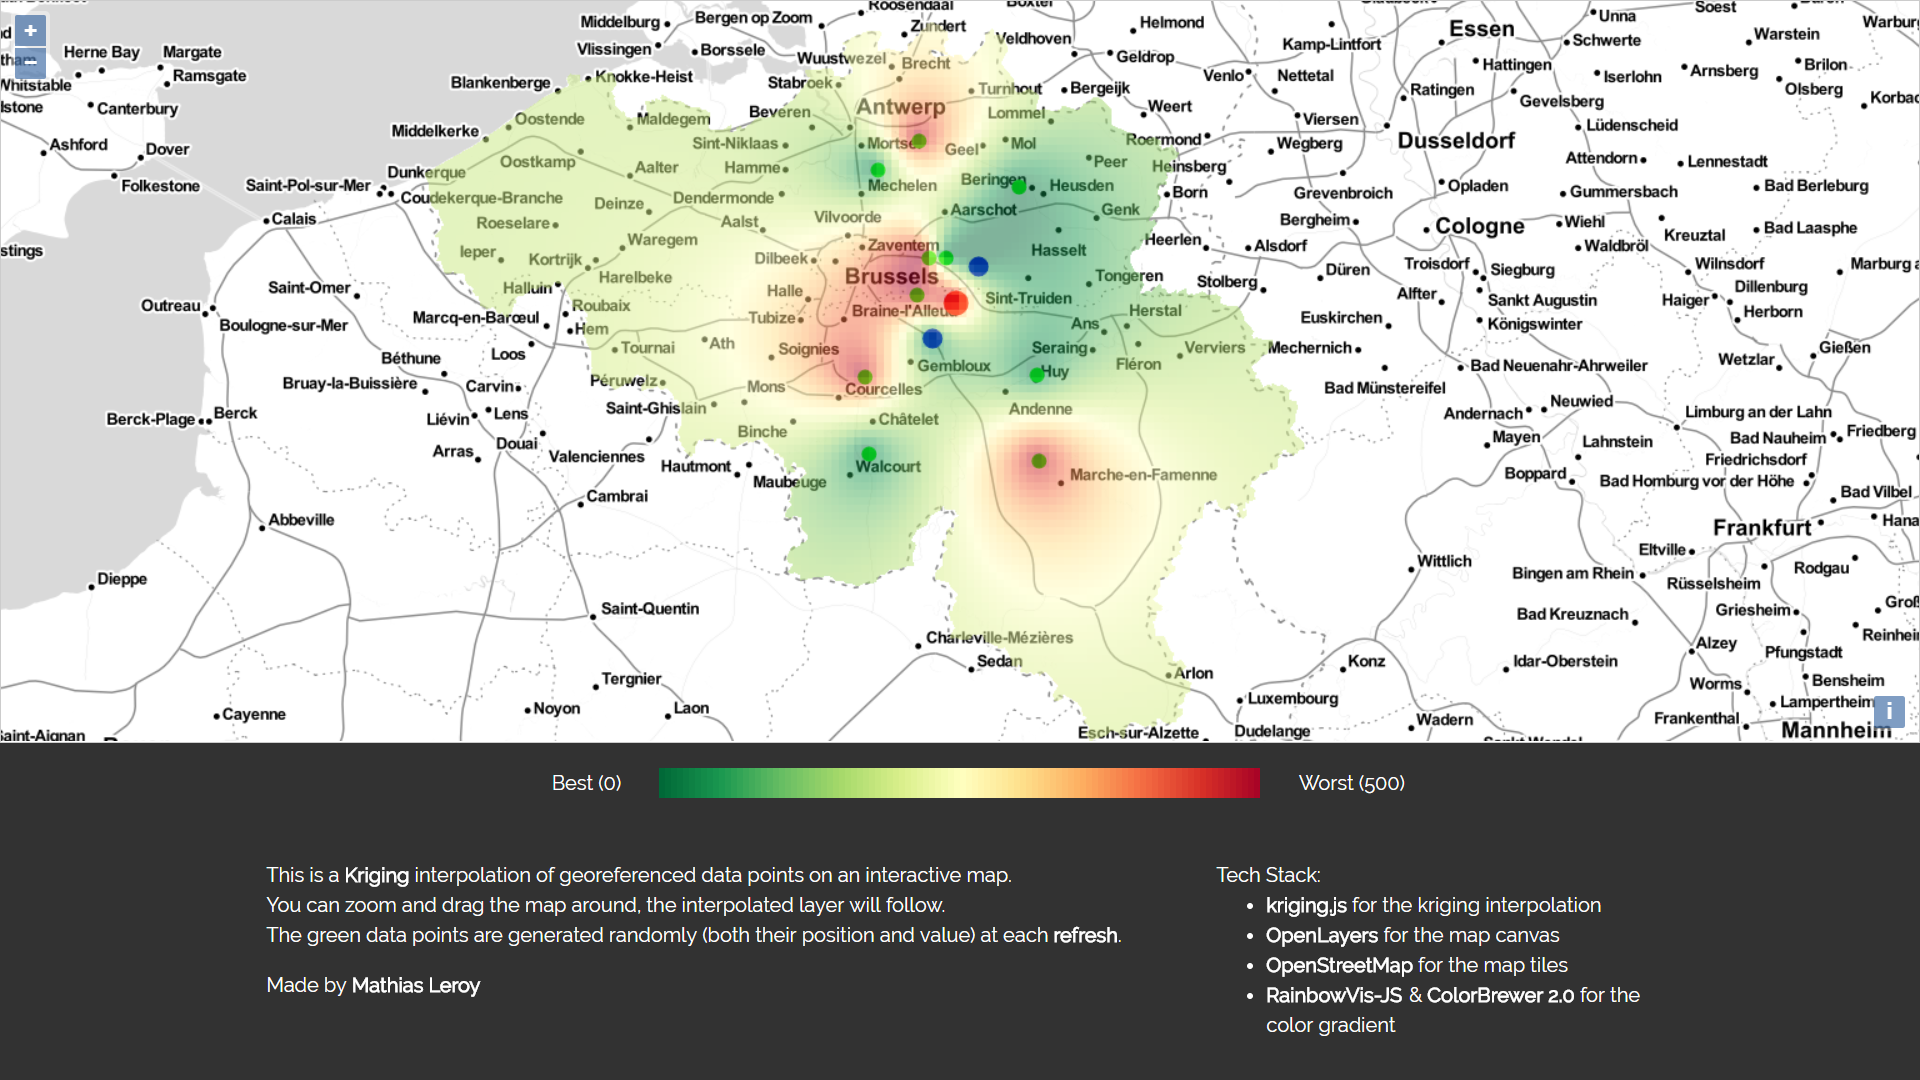 Roosendaal
Middelburg
Bergen op Zoom
Zundert
Helmond
Essen
Unna
Soest
Warstein
Schwerte
Herne Bay
Margate
Vlissingen
Borssele
Veldhoven
Kamp-Lintfort
Wuustwezel
Brecht
Geldrop
Hattingen
Brilon
Ramsgate
Knokke-Heist
Venlo
Nettetal
Iserlohn
Arnsberg
Whitstable
Blankenberge
Stabroek
Turnhout
Bergeijk
Ratingen
Olsberg
Gevelsberg
Canterbury
Antwerp
Weert
Oostende
Maldegem
Beveren
Lommel
Viersen
Lüdenscheid
Middelkerke
Roermond
Dusseldorf
Ashford
Dover
Sint-Niklaas
Geel
Mol
Wegberg
Attendorn
Lennestadt
Oostkamp
Aalter
Hamme
Peer
Heinsberg
Dunkerque
Folkestone
Saint-Pol-sur-Mer
Mechelen
Beringen
Heusden
Born
Grevenbroich
Opladen
Gummersbach
Bad Berleburg
Coudekerque-Branche
Deinze
Dendermonde
Aarschot
Genk
Calais
Roeselare
Aalst
Vilvoorde
Bergheim
Cologne
Wiehl
Kreuztal
Bad Laasphe
Waregem
Zaventem
Hasselt
Heerlen
Alsdorf
Waldbröl
stings
Ieper
Kortrijk
Dilbeek
Troisdorf
Siegburg
Wilnsdorf
Harelbeke
Brussels
Tongeren
Stolberg
Düren
Saint-Omer
Halluin
Halle
Sint-Truiden
Alfter
Sankt Augustin
Haiger
Dillenburg
Outreau
Roubaix
Herstal
Herborn
Boulogne-sur-Mer
Marcq-en-Barœul
Hem
Tubize
Ans
Euskirchen
Königswinter
Béthune
Loos
Tournai
Ath
Soignies
Seraing
Fléron
Verviers
Mechernich
Gießen
Wetzlar
Bruay-la-Buissière
Carvin
Péruwelz
Mons
Courcelles
Gembloux
Huy
Bad Neuenahr-Ahrweiler
Bad Münstereifel
Berck-Plage
Berck
Liévin
Lens
Saint-Ghislain
Andenne
Andernach
Neuwied
Limburg an der Lahn
Châtelet
Binche
Douai
Mayen
Lahnstein
Bad Nauheim
Friedberg
Arras
Valenciennes
Hautmont
Walcourt
Friedrichsdorf
Maubeuge
Marche-en-Famenne
Boppard
Bad Homburg vor der Höhe
Cambrai
Bad Vilbel
Abbeville
Frankfurt
Eltville
Wittlich
Bingen am Rhein
Rodgau
Dieppe
Rüsselsheim
Saint-Quentin
Bad Kreuznach
Griesheim
Charleville-Mézières
Alzey
Pfungstadt
Sedan
Konz
Idar-Oberstein
Arlon
Tergnier
Worms
Bensheim
Luxembourg
Lampertheim
Cayenne
Noyon
Laon
Wadern
Frankenthal
Esch-sur-Alzette
Dudelange
Mannheim
Best (0)
Worst (500)
This is a Kriging interpolation of georeferenced data points on an interactive map.
You can zoom and drag the map around, the interpolated layer will follow.
The green data points are generated randomly (both their position and value) at each refresh.
Made by Mathias Leroy
Tech Stack:
• kriging.js for the kriging interpolation
• OpenLayers for the map canvas
• OpenStreetMap for the map tiles
• RainbowVis-JS & ColorBrewer 2.0 for the
color gradient